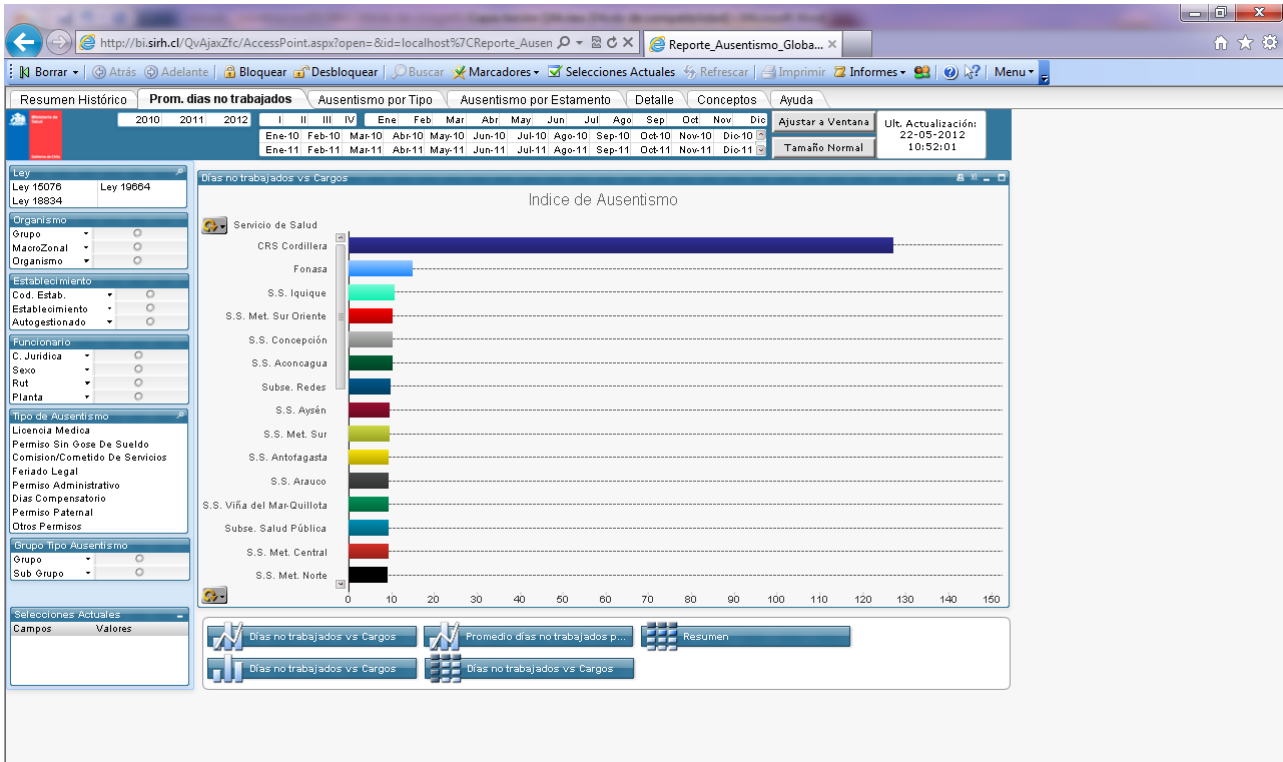 http://bi.sirh.cl/QvAjaxZfc/AccessPoint.aspx?open=&id=localhost%7CReporte_Ausen
Reporte_Ausentismo_Globa...
Borrar Atrás Adelante Bloquear Desbloquear Buscar Marcadores Selecciones Actuales Refrescar Imprimir Informes Menu
Resumen Histórico Prom. dias no trabajados Ausentismo por Tipo Ausentismo por Estamento Detalle Conceptos Ayuda
2010 2011 2012 I II III IV Ene Feb Mar Abr May Jun Jul Ago Sep Oct Nov Dic
Ene-10 Feb-10 Mar-10 Abr-10 May-10 Jun-10 Jul-10 Ago-10 Sep-10 Oct-10 Nov-10 Dic-10
Ene-11 Feb-11 Mar-11 Abr-11 May-11 Jun-11 Jul-11 Ago-11 Sep-11 Oct-11 Nov-11 Dic-11
Ajustar a Ventana
Tamaño Normal
Ult. Actualización:
22-05-2012
10:52:01
Ley
Ley 15076 Ley 19664
Ley 18834
Organismo
Grupo
MacroZonal
Organismo
Establecimiento
Cod. Estab.
Establecimiento
Autogestionado
Funcionario
C. Juridica
Sexo
Rut
Planta
Tipo de Ausentismo
Licencia Medica
Permiso Sin Gose De Sueldo
Comision/Cometido De Servicios
Feriado Legal
Permiso Administrativo
Dias Compensatorio
Permiso Paternal
Otros Permisos
Grupo Tipo Ausentismo
Grupo
Sub Grupo
Selecciones Actuales
Campos Valores
Días no trabajados vs Cargos
Indice de Ausentismo
Servicio de Salud
CRS Cordillera
Fonasa
S.S. Iquique
S.S. Met. Sur Oriente
S.S. Concepción
S.S. Aconcagua
Subse. Redes
S.S. Aysén
S.S. Met. Sur
S.S. Antofagasta
S.S. Arauco
S.S. Viña del Mar-Quillota
Subse. Salud Pública
S.S. Met. Central
S.S. Met. Norte
0 10 20 30 40 50 60 70 80 90 100 110 120 130 140 150
Días no trabajados vs Cargos Promedio días no trabajados p... Resumen
Días no trabajados vs Cargos Días no trabajados vs Cargos